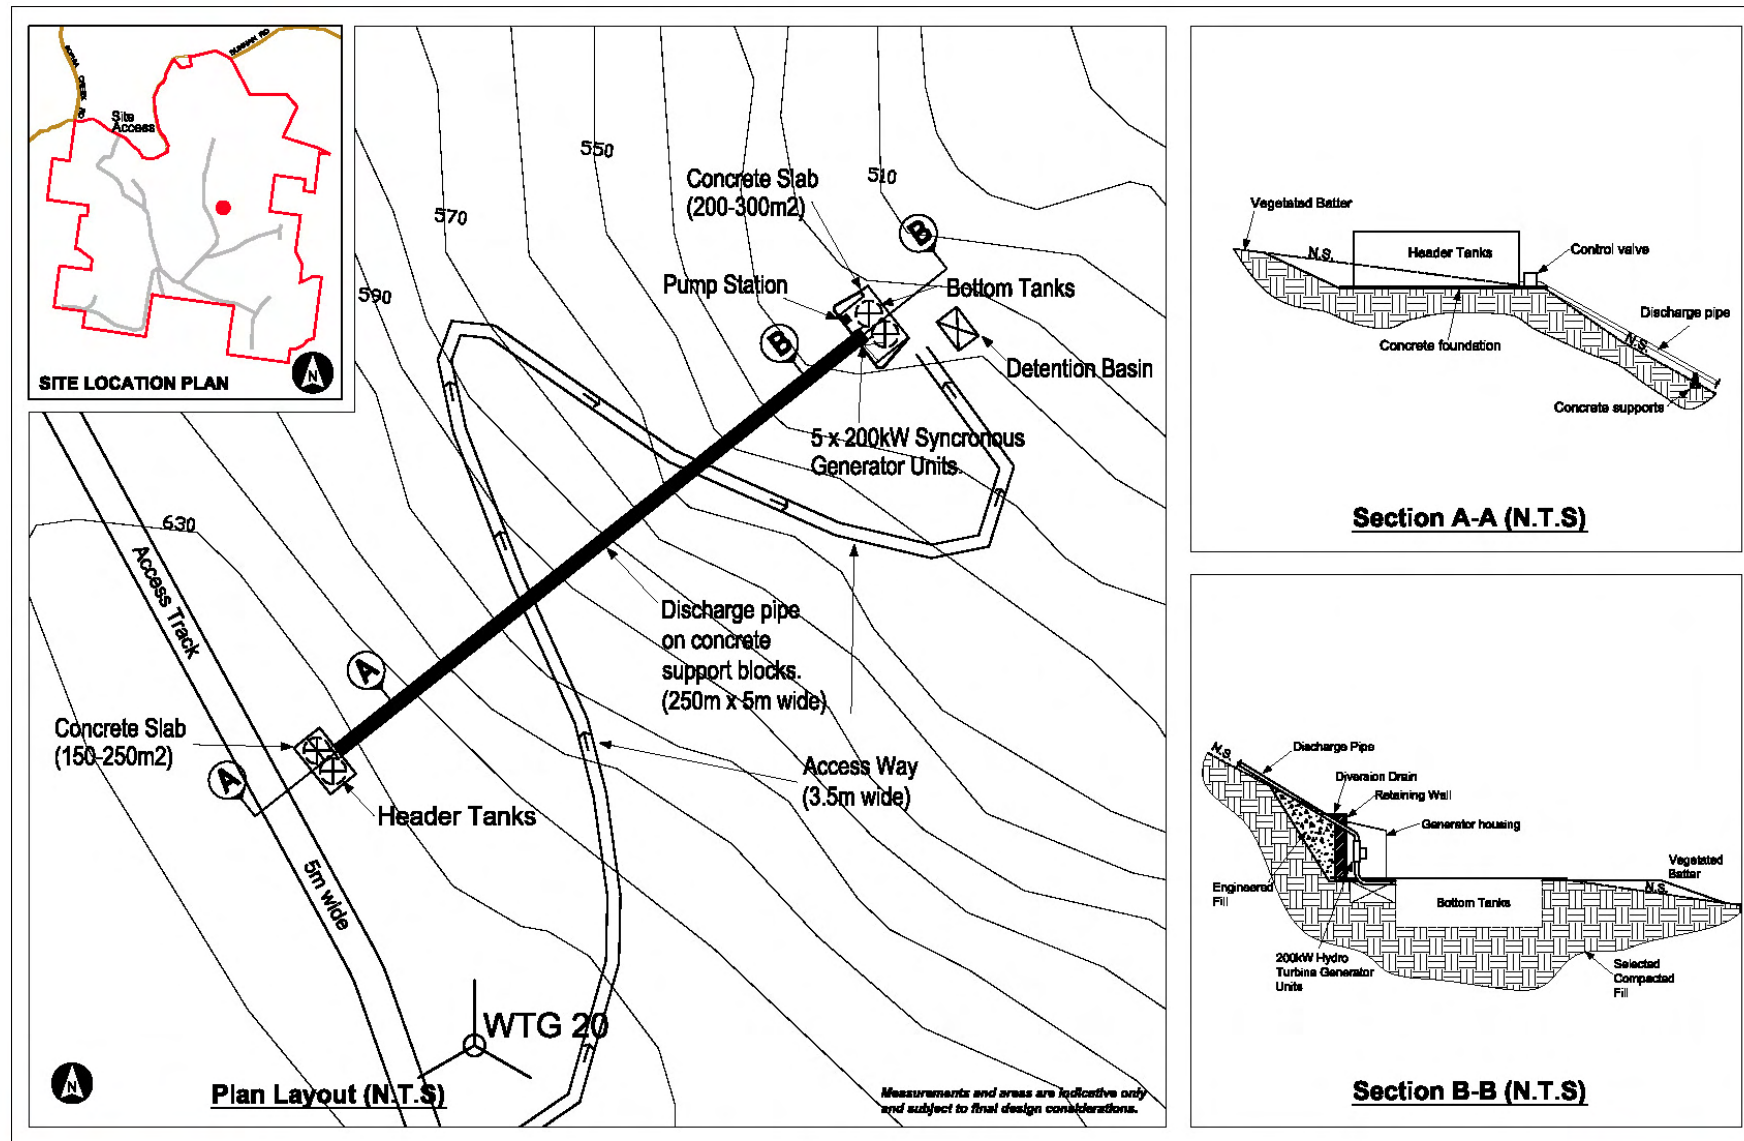 BOWMAN CREEK RD
BUNNAN RD
Site
Access
N
SITE LOCATION PLAN
550
510
570
590
630
Concrete Slab
(200-300m2)
B
Pump Station
Bottom Tanks
B
Detention Basin
5 x 200kW Syncronous
Generator Units.
Access Track
Discharge pipe
on concrete
support blocks.
(250m x 5m wide)
A
Concrete Slab
(150-250m2)
A
Header Tanks
Access Way
(3.5m wide)
5m wide
WTG 20
N
Plan Layout (N.T.S)
Measurements and areas are indicative only
and subject to final design considerations.
Vegetated Batter
N.S.
Header Tanks
Control valve
Discharge pipe
N.S.
Concrete foundation
Concrete supports
Section A-A (N.T.S)
N.S.
Discharge Pipe
Diversion Drain
Retaining Wall
Generator housing
Vegetated
Batter
N.S.
Engineered
Fill
Bottom Tanks
200kW Hydro
Turbine Generator
Units
Selected
Compacted
Fill
Section B-B (N.T.S)